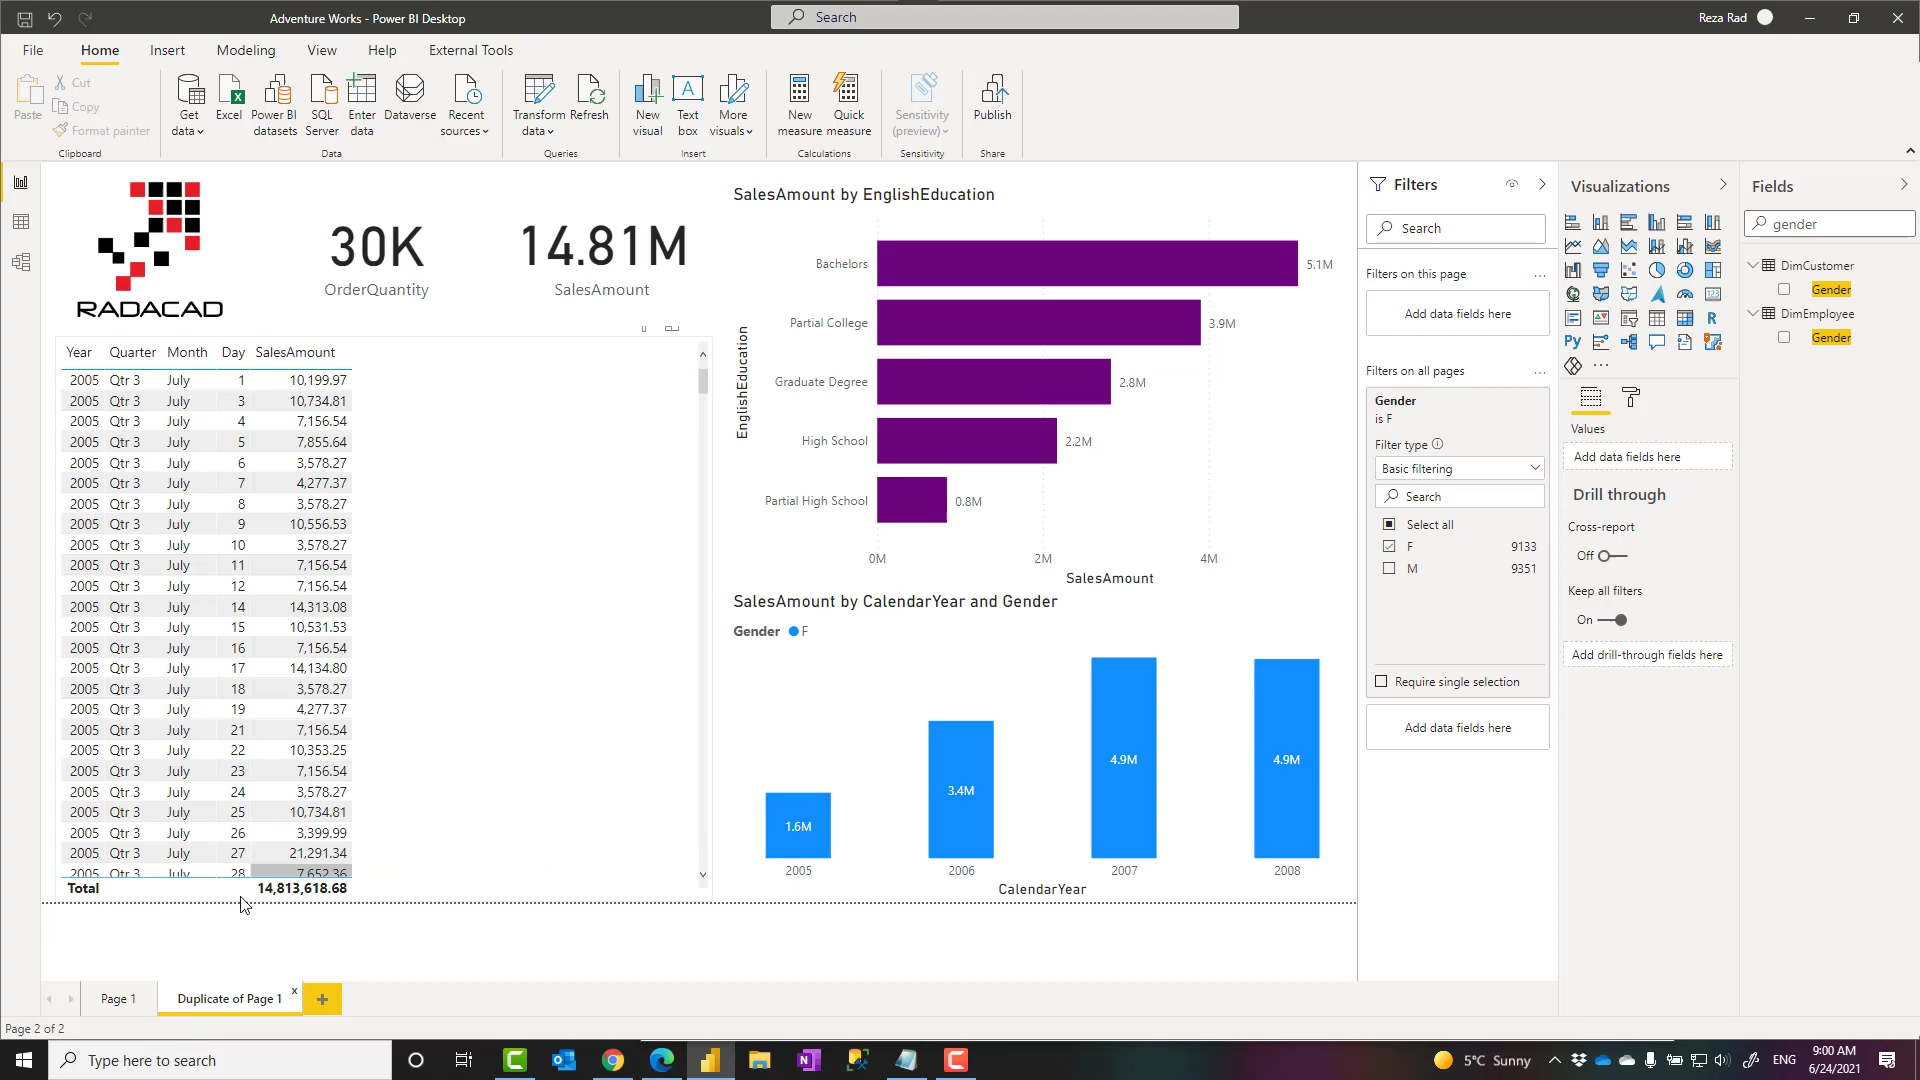 Adventure Works - Power BI Desktop
Search
Reza Rad
File
Home
Insert
Modeling
View
Help
External Tools
Paste
Cut
Copy
Format painter
Get data
Excel
Power BI datasets
SQL Server
Enter data
Dataverse
Recent sources
Transform data
Refresh
New visual
Text box
More visuals
New measure
Quick measure
Sensitivity (preview)
Publish
Clipboard
Data
Queries
Insert
Calculations
Sensitivity
Share
RADACAD
30K
OrderQuantity
14.81M
SalesAmount
Year Quarter Month Day SalesAmount
2005 Qtr 3 July 1 10,199.97
2005 Qtr 3 July 3 10,734.81
2005 Qtr 3 July 4 7,156.54
2005 Qtr 3 July 5 7,855.64
2005 Qtr 3 July 6 3,578.27
2005 Qtr 3 July 7 4,277.37
2005 Qtr 3 July 8 3,578.27
2005 Qtr 3 July 9 10,556.53
2005 Qtr 3 July 10 3,578.27
2005 Qtr 3 July 11 7,156.54
2005 Qtr 3 July 12 7,156.54
2005 Qtr 3 July 14 14,313.08
2005 Qtr 3 July 15 10,531.53
2005 Qtr 3 July 16 7,156.54
2005 Qtr 3 July 17 14,134.80
2005 Qtr 3 July 18 3,578.27
2005 Qtr 3 July 19 4,277.37
2005 Qtr 3 July 21 7,156.54
2005 Qtr 3 July 22 10,353.25
2005 Qtr 3 July 23 7,156.54
2005 Qtr 3 July 24 3,578.27
2005 Qtr 3 July 25 10,734.81
2005 Qtr 3 July 26 3,399.99
2005 Qtr 3 July 27 21,291.34
2005 Qtr 3 July 28 7,652.36
Total 14,813,618.68
SalesAmount by EnglishEducation
EnglishEducation
Bachelors 5.1M
Partial College 3.9M
Graduate Degree 2.8M
High School 2.2M
Partial High School 0.8M
0M 2M 4M
SalesAmount
SalesAmount by CalendarYear and Gender
Gender F
1.6M 3.4M 4.9M 4.9M
2005 2006 2007 2008
CalendarYear
Filters
Search
Filters on this page
...
Add data fields here
Filters on all pages
...
Gender
is F
Filter type
Basic filtering
Search
Select all
F 9133
M 9351
Require single selection
Add data fields here
Visualizations
R
Py
...
Values
Add data fields here
Drill through
Cross-report
Off
Keep all filters
On
Add drill-through fields here
Fields
gender
DimCustomer
Gender
DimEmployee
Gender
Page 1
Duplicate of Page 1
x
+
Page 2 of 2
Type here to search
5°C Sunny
ENG
9:00 AM
6/24/2021